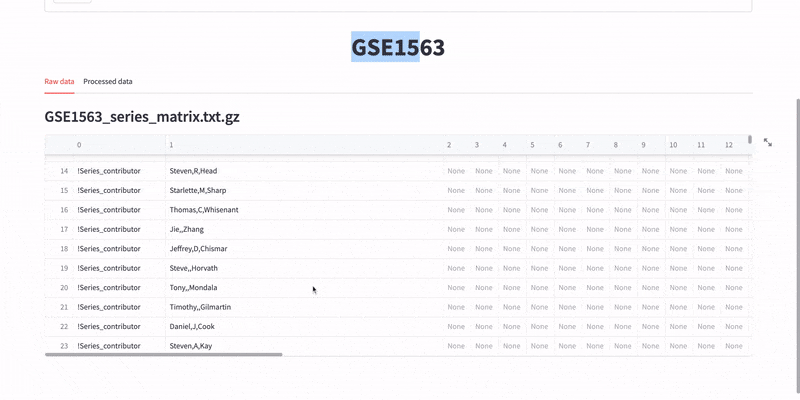 GSE1563
Raw data Processed data
GSE1563_series_matrix.txt.gz
0 1 2 3 4 5 6 7 8 9 10 11 12
14 !Series_contributor Steven,R,Head None None None None None None None None None None None
15 !Series_contributor Starlette,M,Sharp None None None None None None None None None None None
16 !Series_contributor Thomas,C,Whisenant None None None None None None None None None None None
17 !Series_contributor Jie,,Zhang None None None None None None None None None None None
18 !Series_contributor Jeffrey,D,Chismar None None None None None None None None None None None
19 !Series_contributor Steve,,Horvath None None None None None None None None None None None
20 !Series_contributor Tony,,Mondala None None None None None None None None None None None
21 !Series_contributor Timothy,,Gilmartin None None None None None None None None None None None
22 !Series_contributor Daniel,J,Cook None None None None None None None None None None None
23 !Series_contributor Steven,A,Kay None None None None None None None None None None None